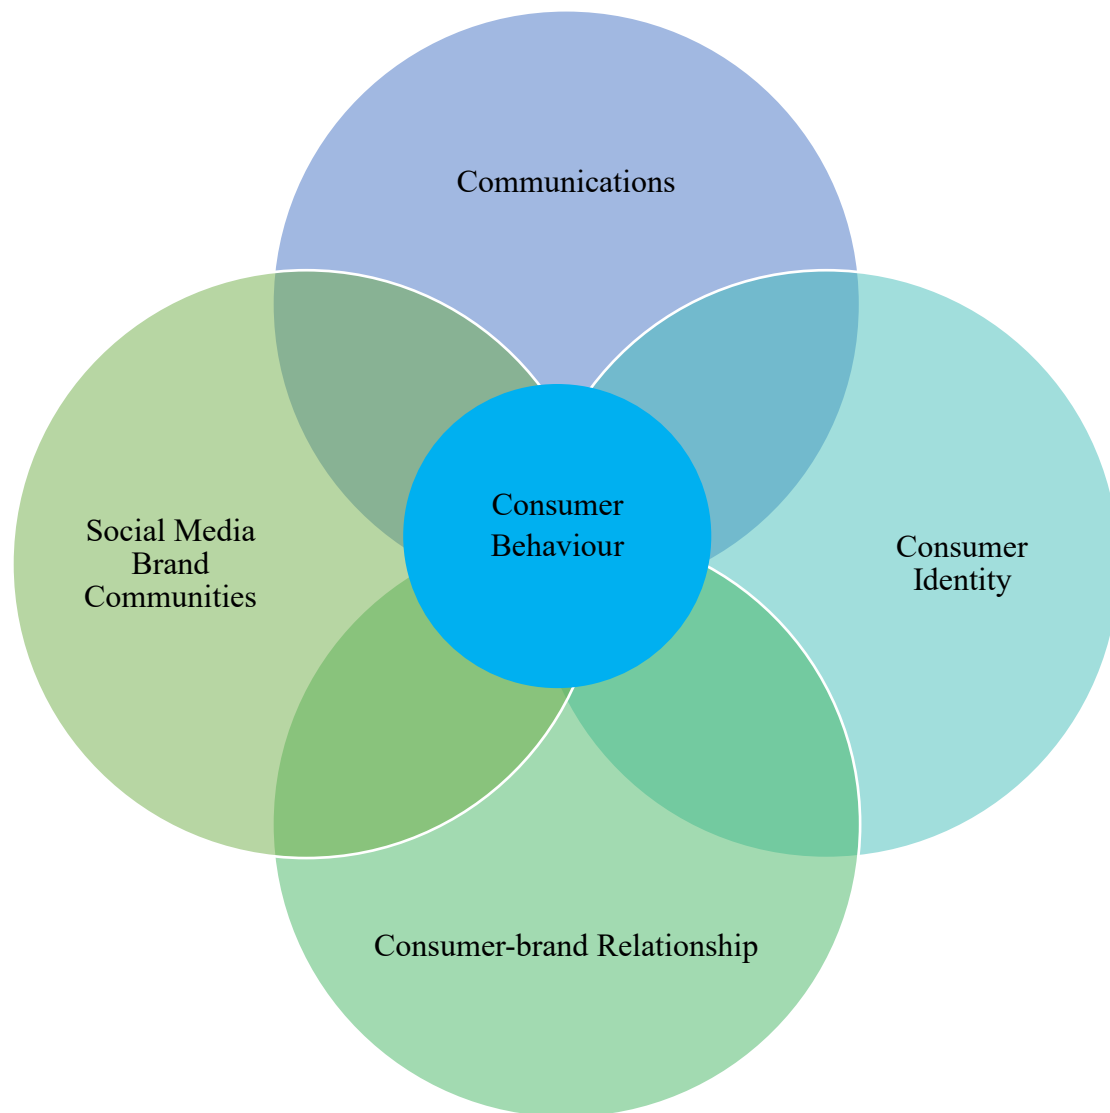 Communications
Consumer
Behaviour
Social Media
Brand
Communities
Consumer
Identity
Consumer-brand Relationship